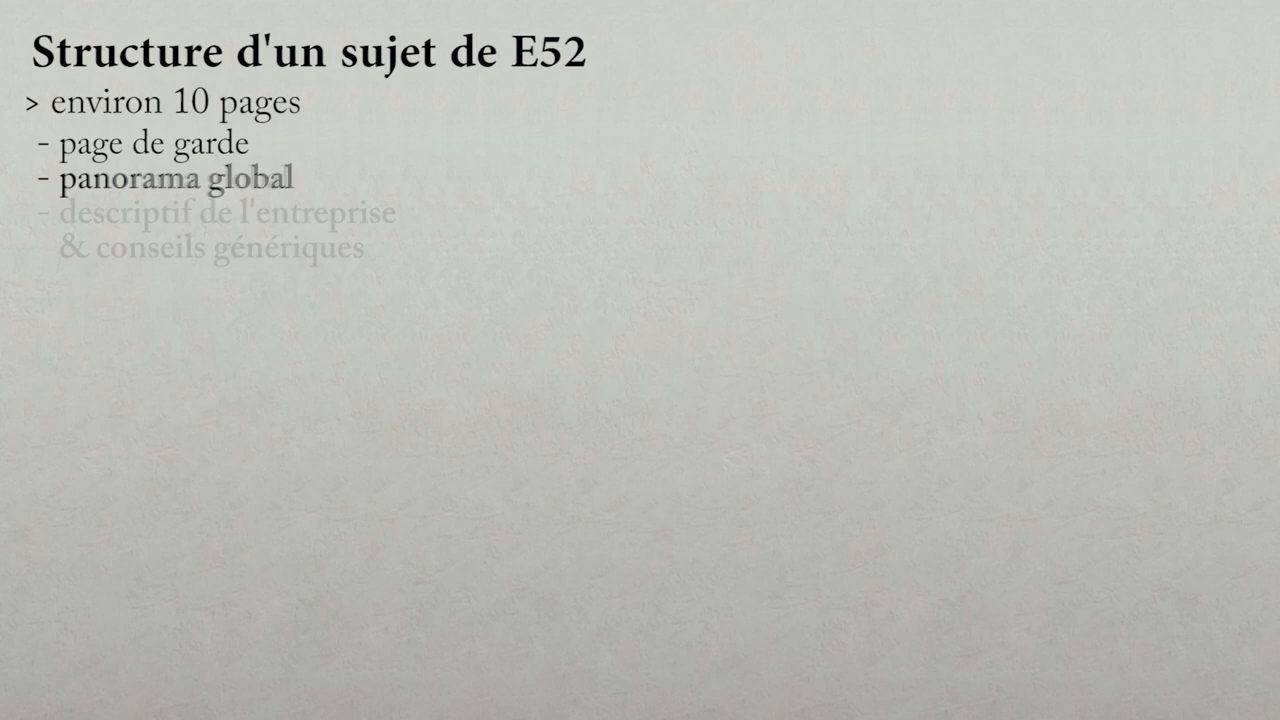 Structure d'un sujet de E52
> environ 10 pages
- page de garde
- panorama global
- descriptif de l'entreprise
& conseils génériques